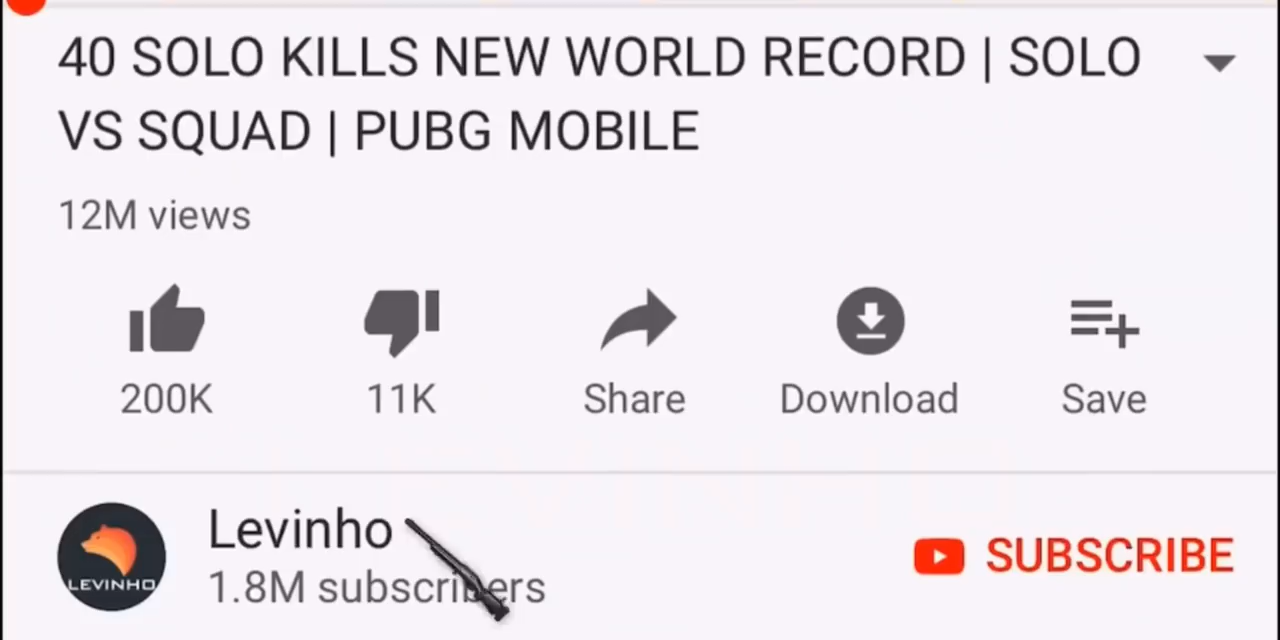 40 SOLO KILLS NEW WORLD RECORD | SOLO
VS SQUAD | PUBG MOBILE
12M views
200K
11K
Share
Download
Save
LEVINHO
Levinho
1.8M subscribers
SUBSCRIBE